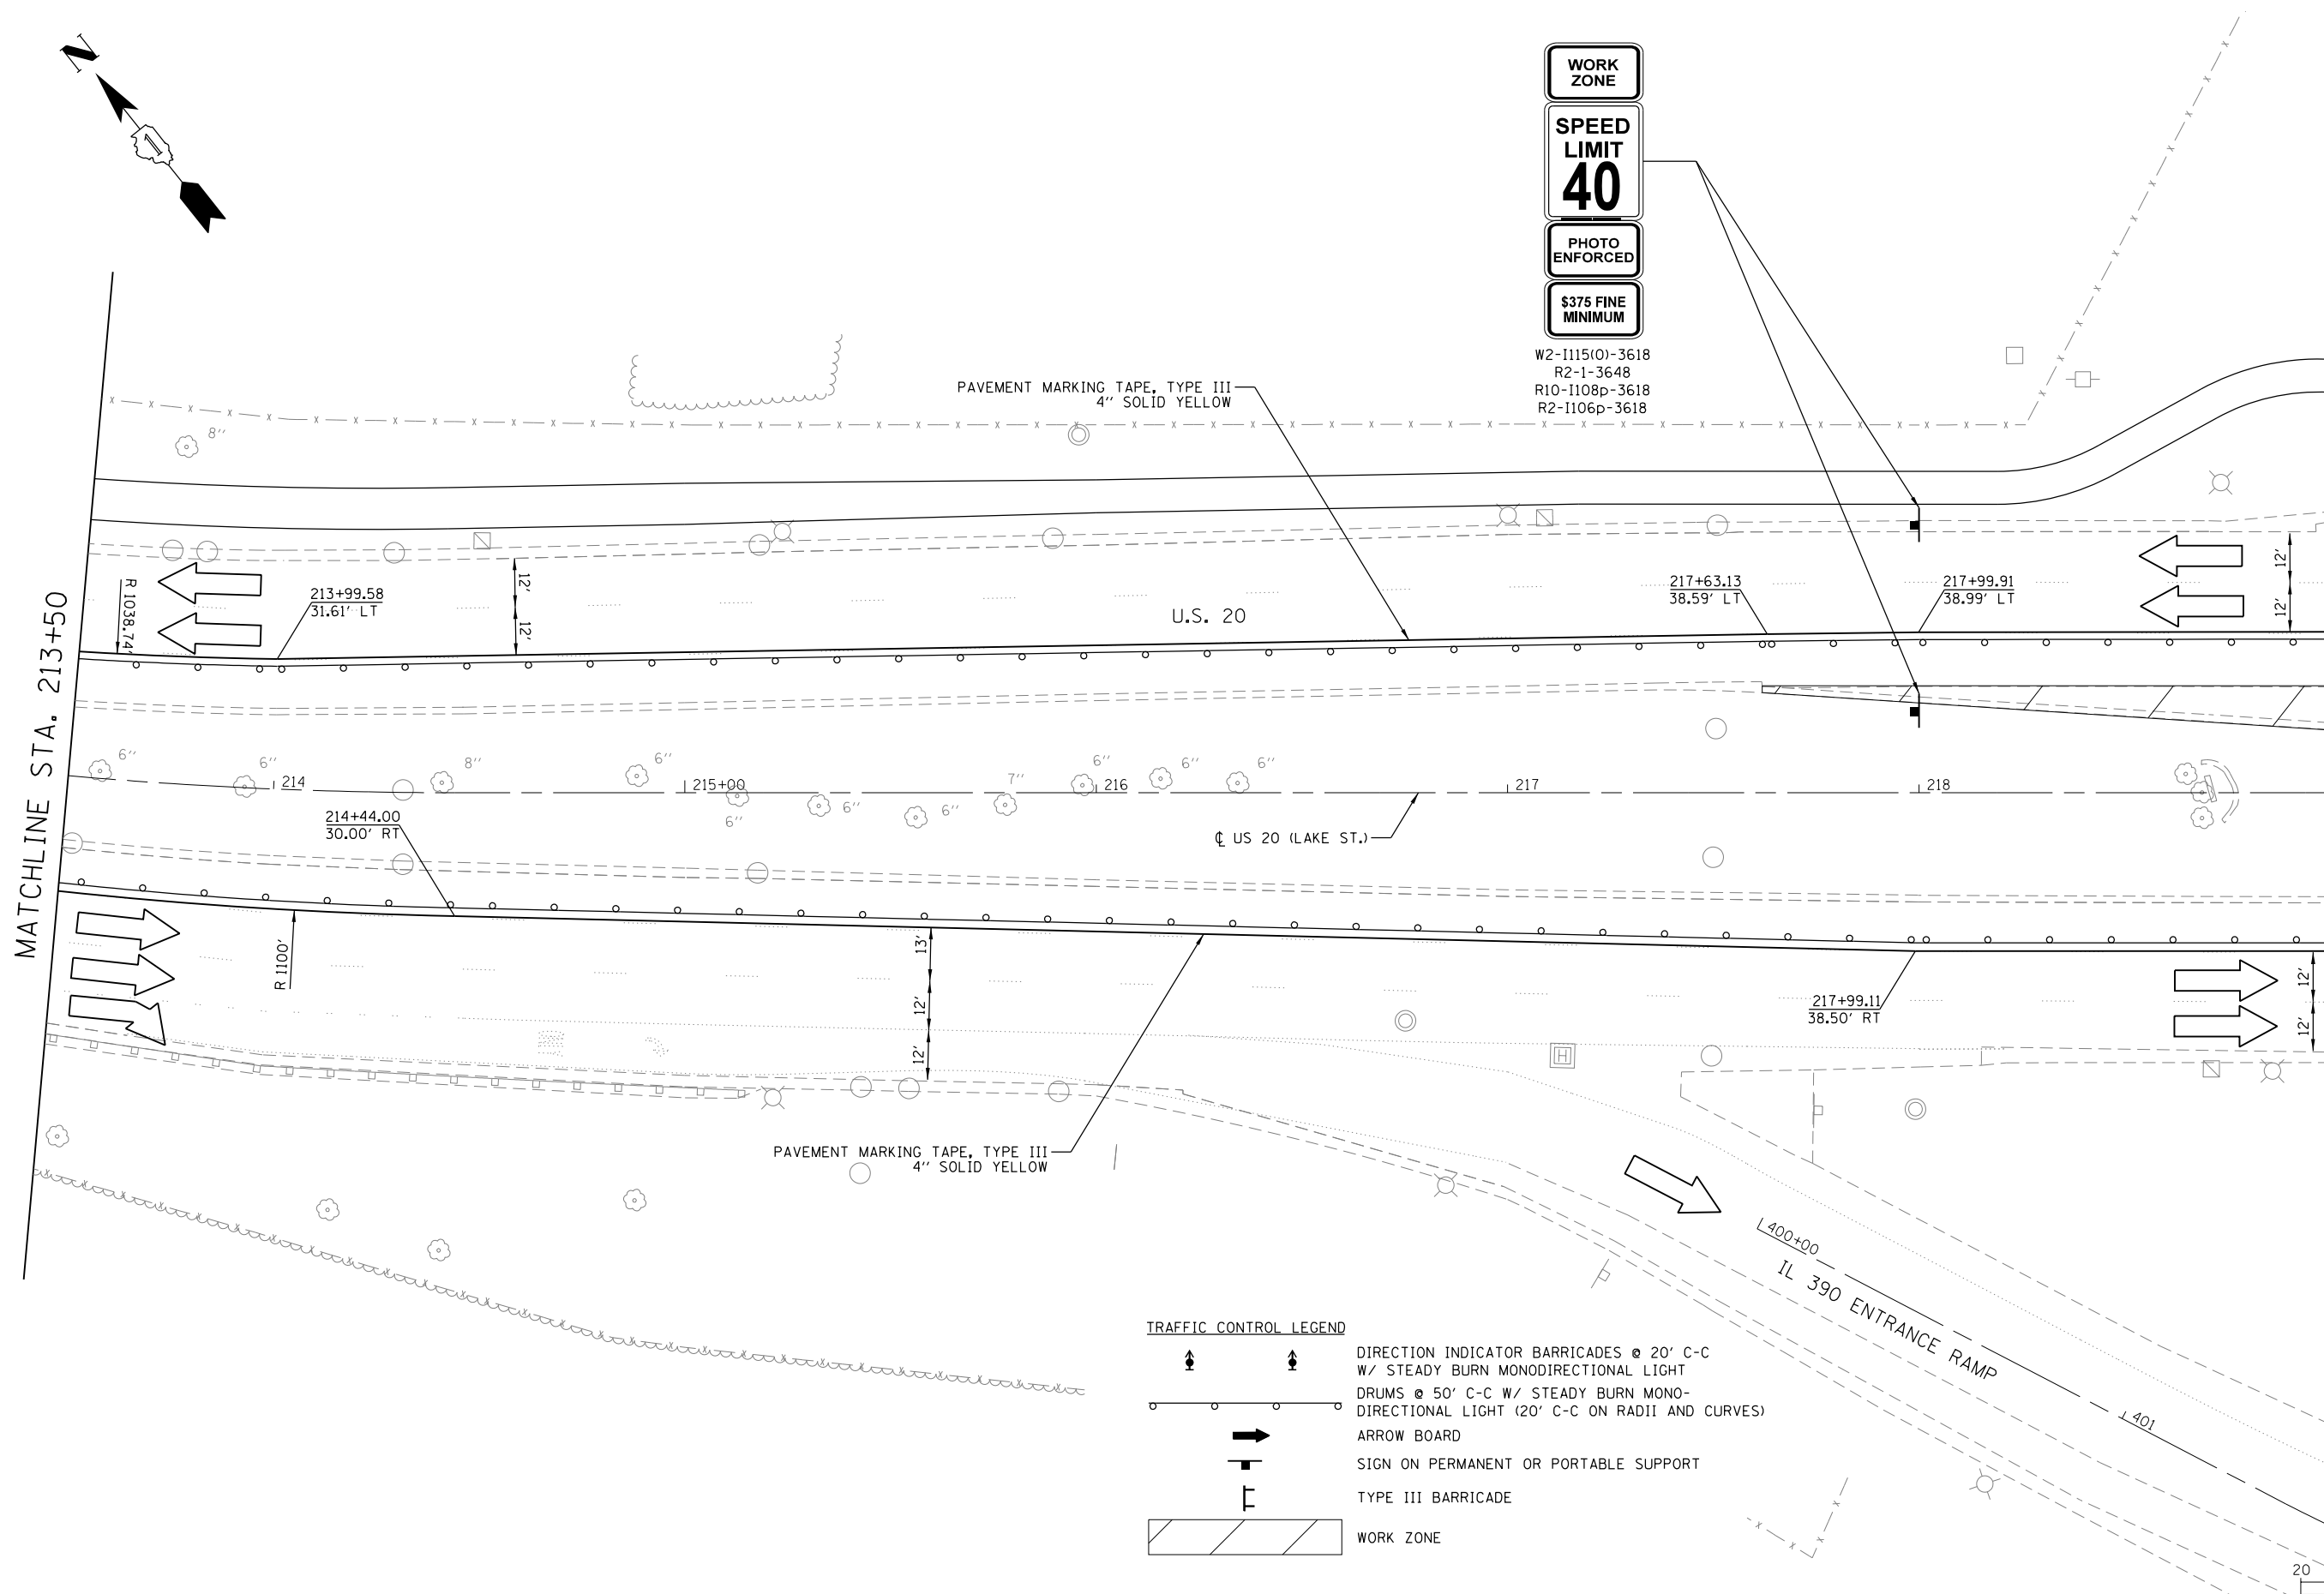 N
1
WORK
ZONE
SPEED
LIMIT
40
PHOTO
ENFORCED
$375 FINE
MINIMUM
W2-I115(O)-3618
R2-1-3648
R10-I108p-3618
R2-I106p-3618
PAVEMENT MARKING TAPE, TYPE III
4'' SOLID YELLOW
8''
MATCHLINE STA. 213+50
R 1038.74'
213+99.58
31.61' LT
12'
12'
U.S. 20
217+63.13
38.59' LT
217+99.91
38.99' LT
12'
12'
6''
6''
8''
6''
6''
6''
6''
7''
6''
6''
6''
214
215+00
216
217
218
214+44.00
30.00' RT
℄ US 20 (LAKE ST.)
R 1100'
13'
12'
12'
217+99.11
38.50' RT
12'
12'
H
PAVEMENT MARKING TAPE, TYPE III
4'' SOLID YELLOW
400+00
IL 390 ENTRANCE RAMP
401
TRAFFIC CONTROL LEGEND
DIRECTION INDICATOR BARRICADES @ 20' C-C
W/ STEADY BURN MONODIRECTIONAL LIGHT
DRUMS @ 50' C-C W/ STEADY BURN MONO-
DIRECTIONAL LIGHT (20' C-C ON RADII AND CURVES)
ARROW BOARD
SIGN ON PERMANENT OR PORTABLE SUPPORT
TYPE III BARRICADE
WORK ZONE
20